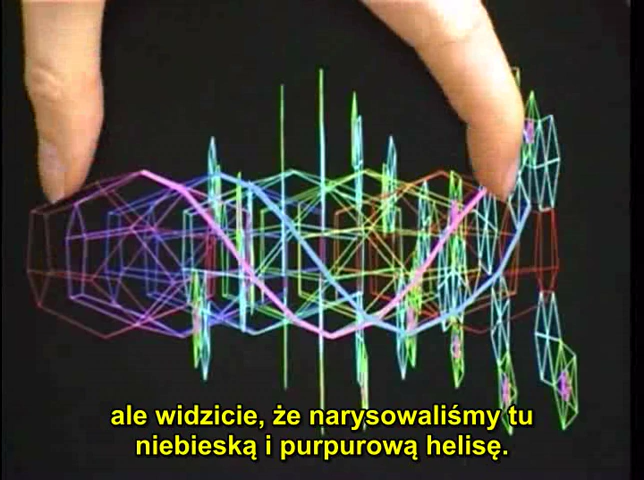 ale widzicie, że narysowaliśmy tu
niebieską i purpurową helisę.